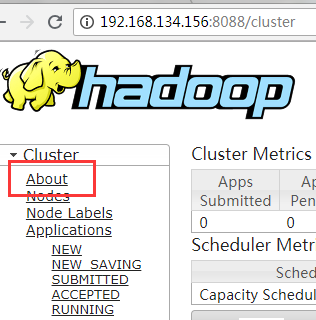 192.168.134.156:8088/cluster
hadoop
Cluster
About
Nodes
Node Labels
Applications
NEW
NEW_SAVING
SUBMITTED
ACCEPTED
RUNNING
Cluster Metrics
Apps Submitted
Ap
Pen
0
0
Scheduler Metri
Sched
Capacity Schedul